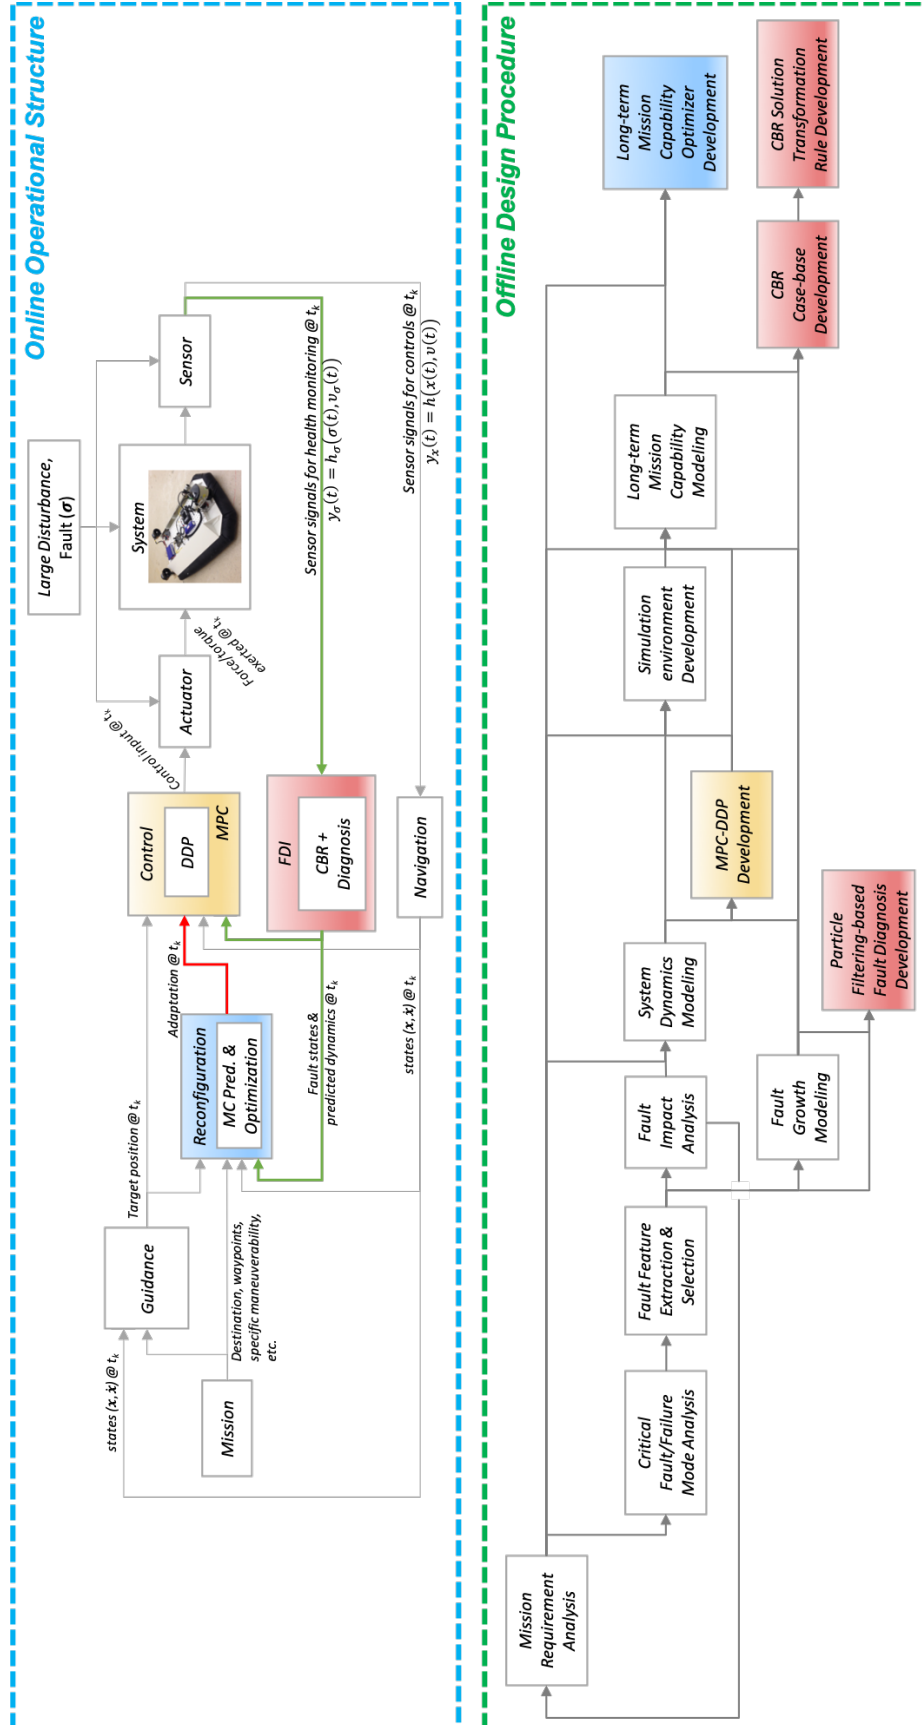 Online Operational Structure
Large Disturbance,
Fault (σ)
states (x, ẋ) @ tₖ
Guidance
Target position @ tₖ
Mission
Destination, waypoints,
specific maneuverability,
etc.
Reconfiguration
MC Pred. &
Optimization
Adaptation @ tₖ
Control
DDP
MPC
Control input @ tₖ
Actuator
Force/torque
exerted @ tₖ
System
Sensor
Fault states &
predicted dynamics @ tₖ
FDI
CBR +
Diagnosis
Sensor signals for health monitoring @ tₖ
y_σ(t) = h_σ(σ(t), υ_σ(t))
states (x, ẋ) @ tₖ
Navigation
Sensor signals for controls @ tₖ
y_x(t) = h(x(t), υ(t))
Offline Design Procedure
Mission
Requirement
Analysis
Critical
Fault/Failure
Mode Analysis
Fault Feature
Extraction &
Selection
Fault
Impact
Analysis
System
Dynamics
Modeling
Simulation
environment
Development
Long-term
Mission
Capability
Modeling
Long-term
Mission
Capability
Optimizer
Development
MPC-DDP
Development
Fault
Growth
Modeling
CBR
Case-base
Development
CBR Solution
Transformation
Rule Development
Particle
Filtering-based
Fault Diagnosis
Development